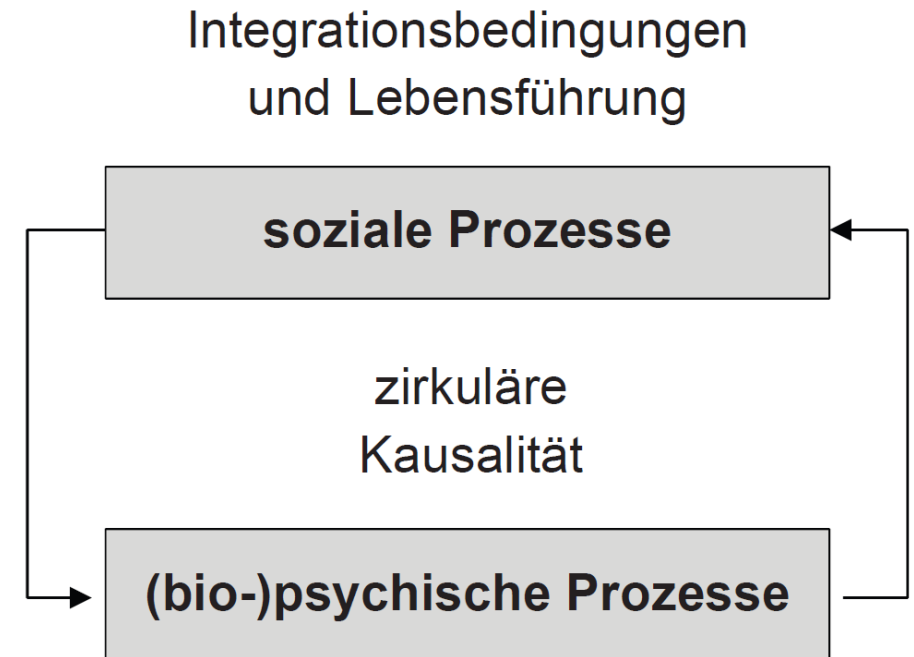 Integrationsbedingungen
und Lebensführung
soziale Prozesse
zirkuläre
Kausalität
(bio-)psychische Prozesse